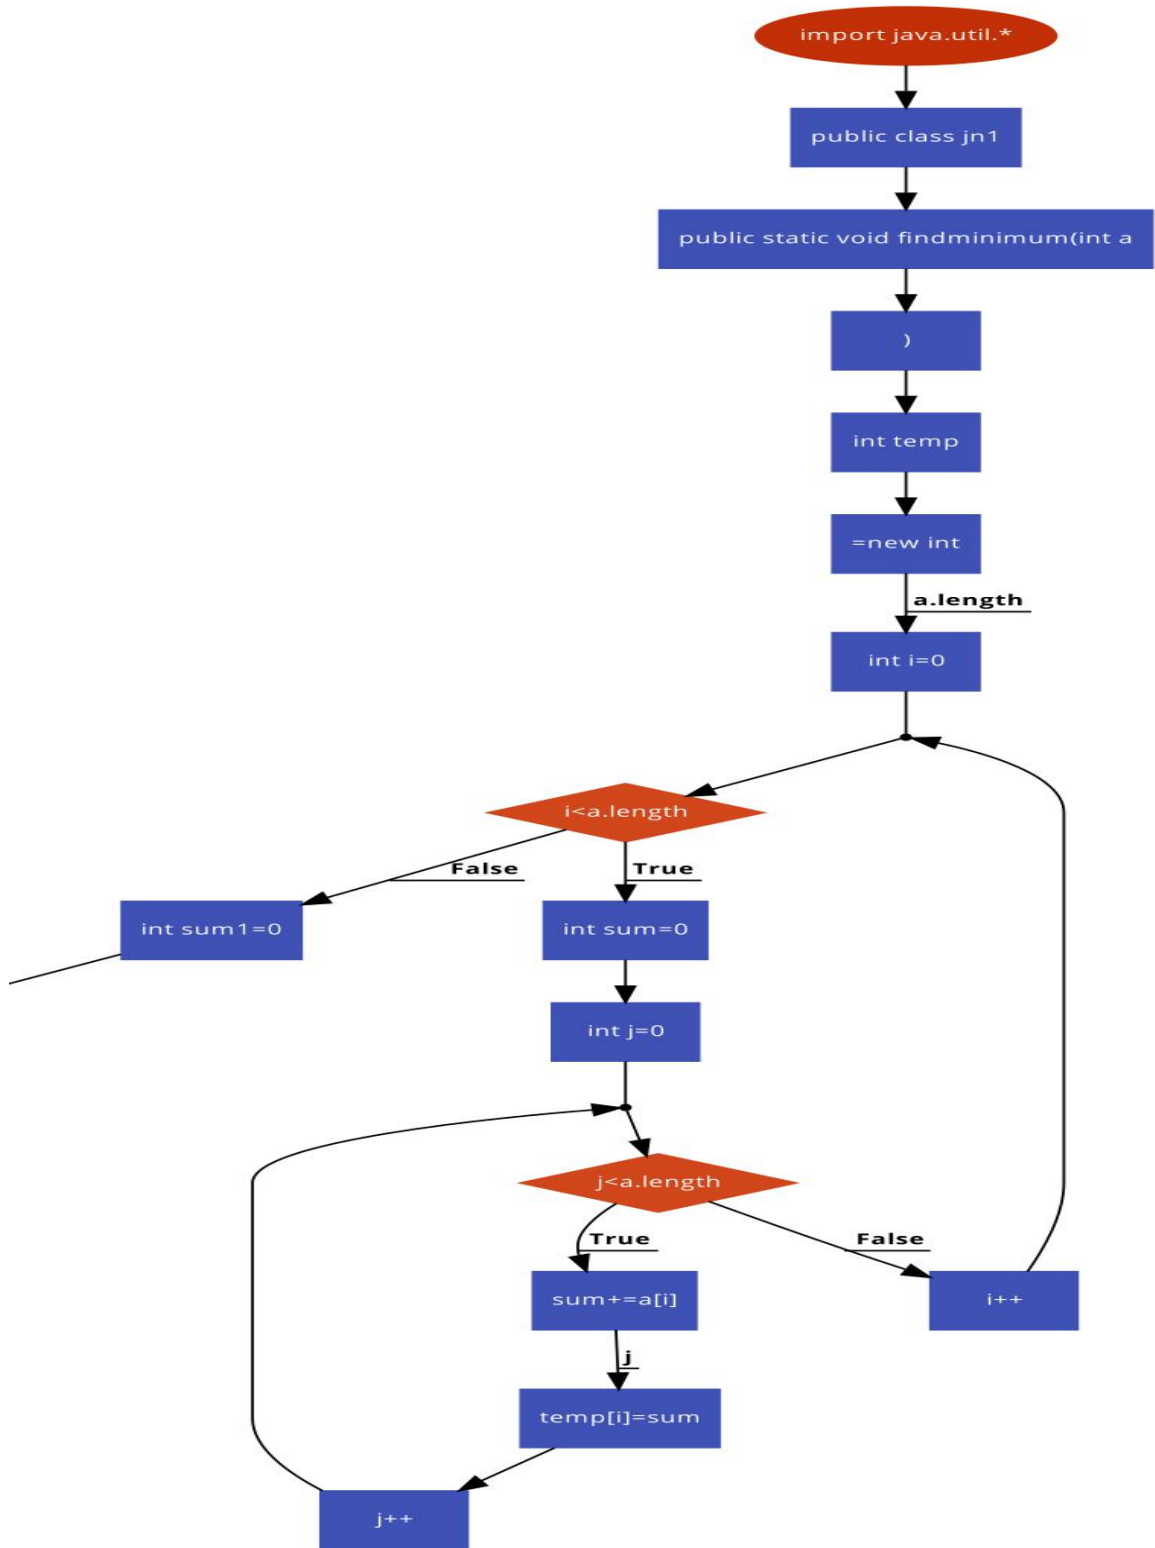 import java.util.*
public class jn1
public static void findminimum(int a
)
int temp
=new int
a.length
int i=0
i<a.length
False
True
int sum1=0
int sum=0
int j=0
j<a.length
True
False
sum+=a[i]
i++
j
temp[i]=sum
j++